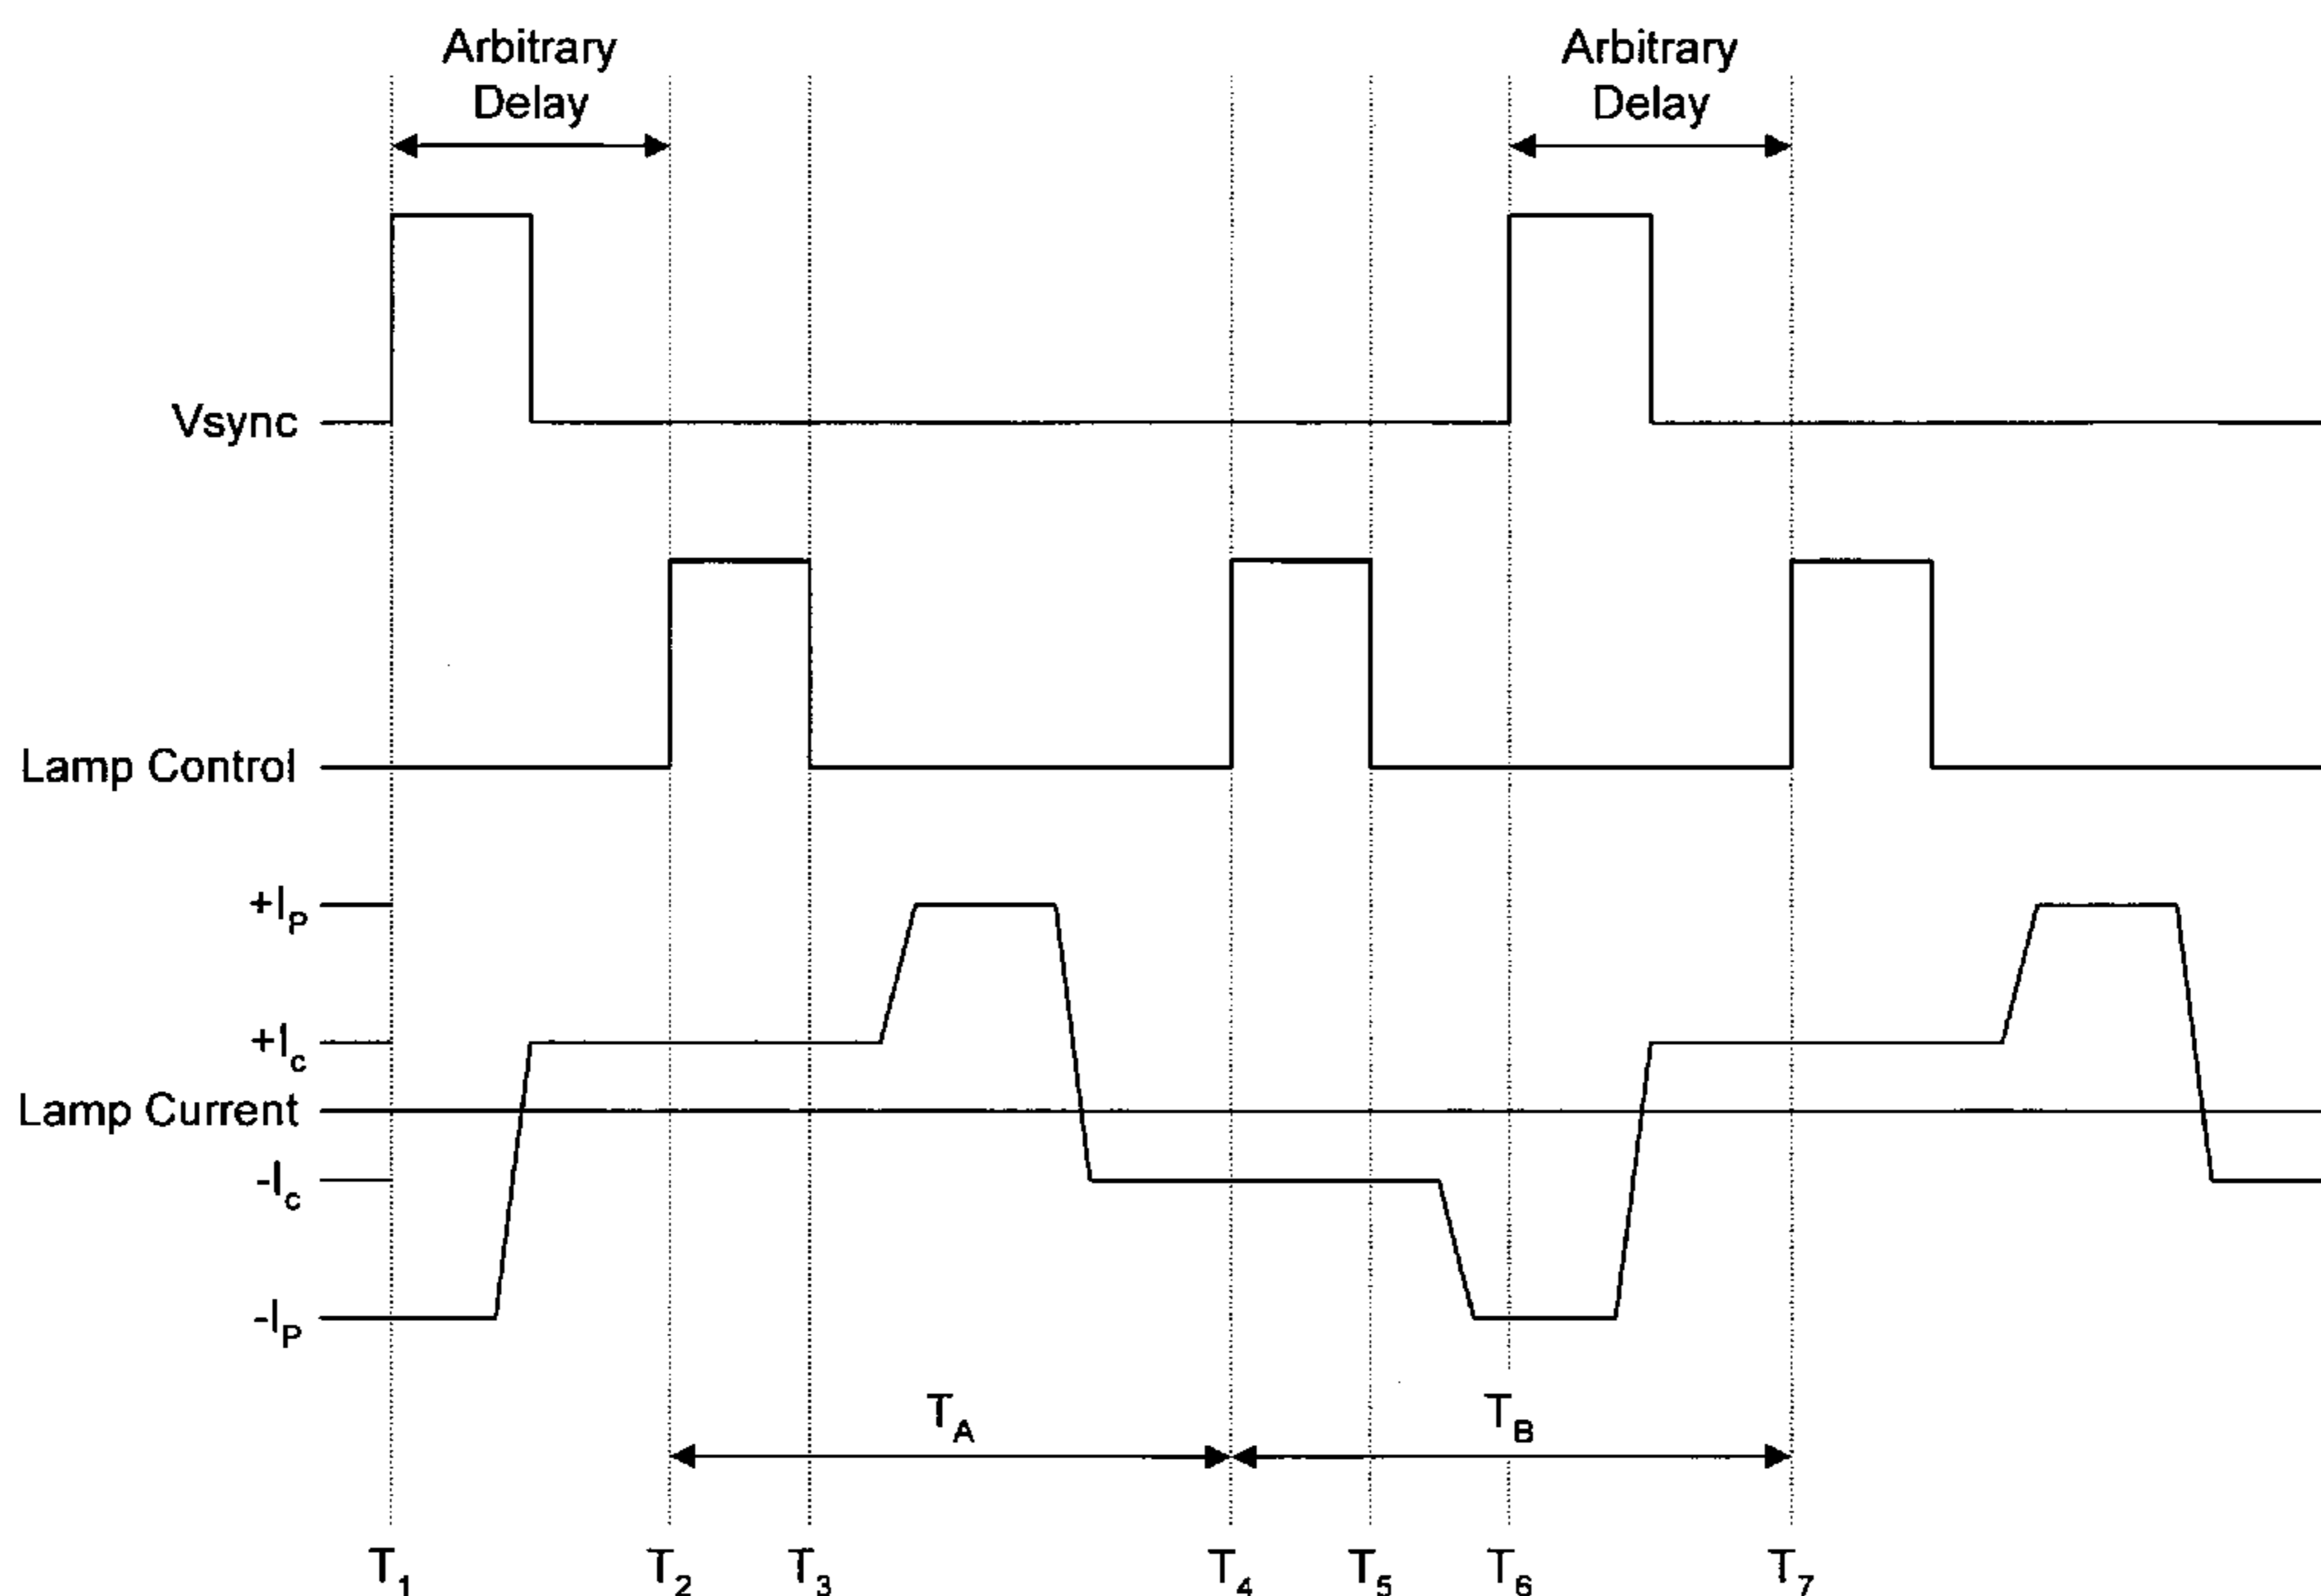 Arbitrary
Delay
Arbitrary
Delay
Vsync
Lamp Control
+IP
+Ic
Lamp Current
-Ic
-IP
TA
TB
T1
T2
T3
T4
T5
T6
T7